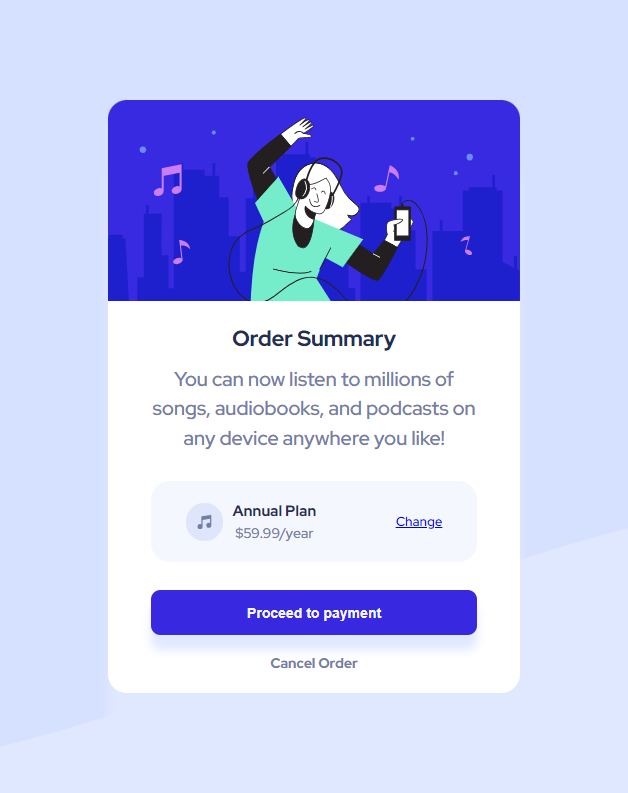 Order Summary
You can now listen to millions of
songs, audiobooks, and podcasts on
any device anywhere you like!
Annual Plan
$59.99/year
Change
Proceed to payment
Cancel Order